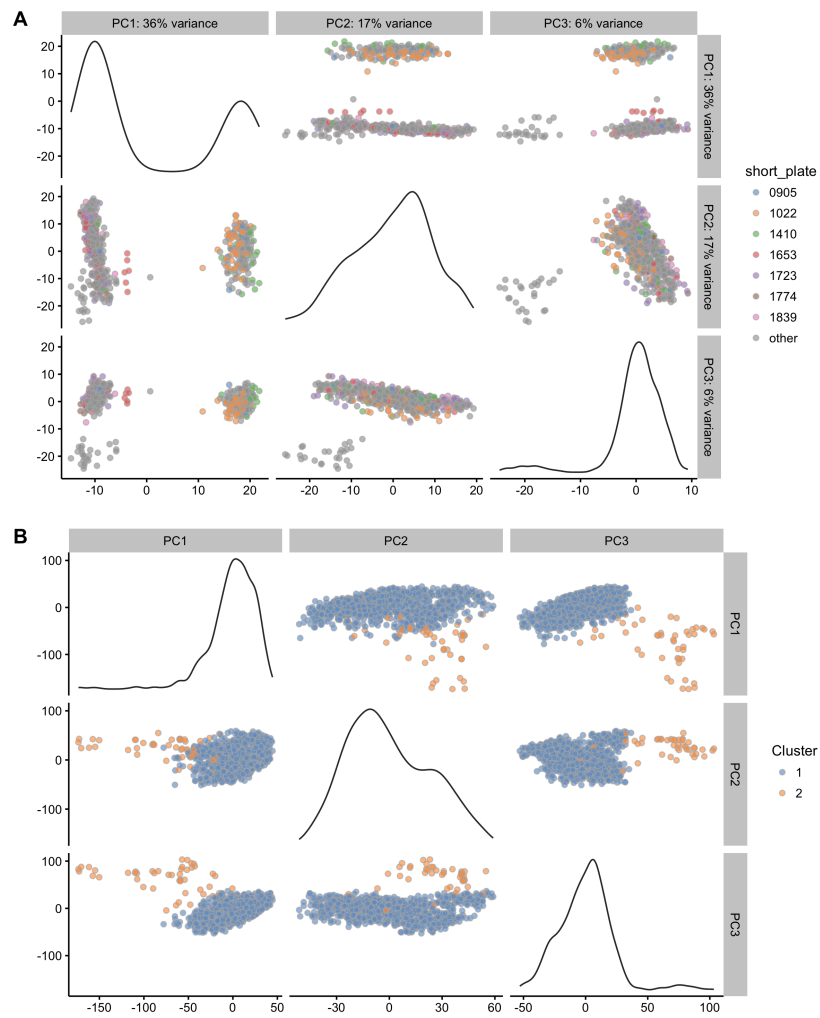 A
PC1: 36% variance PC2: 17% variance PC3: 6% variance
20
10
0
-10
-20
PC1: 36% variance
20
10
0
-10
-20
PC2: 17% variance
20
10
0
-10
-20
PC3: 6% variance
-10 0 10 20 -20 -10 0 10 20 -20 -10 0 10
short_plate
0905
1022
1410
1653
1723
1774
1839
other
B
PC1 PC2 PC3
100
0
-100
PC1
100
0
-100
PC2
100
0
-100
PC3
-150 -100 -50 0 50 -30 0 30 60 -50 0 50 100
Cluster
1
2